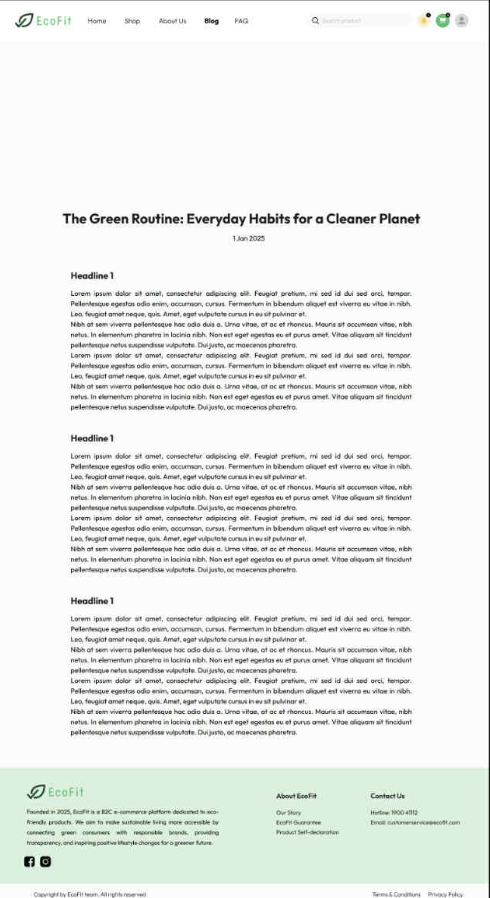 EcoFit Home Shop About Us Blog FAQ Search product
The Green Routine: Everyday Habits for a Cleaner Planet
1 Jan 2025
Headline 1
Lorem ipsum dolor sit amet, consectetur adipiscing elit. Feugiat pretium, mi sed id dui sed orci, tempor.
Pellentesque egestas odio enim, accumsan, cursus. Fermentum in bibendum aliquet est viverra eu vitae in nibh.
Leo, feugiat amet neque, quis. Amet, eget vulputate cursus in eu sit pulvinar et.
Nibh at sem viverra pellentesque hac odio duis a. Urna vitae, at ac et rhoncus. Mauris sit accumsan vitae, nibh
netus. In elementum pharetra in lacinia nibh. Non est eget egestas eu et purus amet. Vitae aliquam sit tincidunt
pellentesque netus suspendisse vulputate. Dui justo, ac maecenas pharetra.
Lorem ipsum dolor sit amet, consectetur adipiscing elit. Feugiat pretium, mi sed id dui sed orci, tempor.
Pellentesque egestas odio enim, accumsan, cursus. Fermentum in bibendum aliquet est viverra eu vitae in nibh.
Leo, feugiat amet neque, quis. Amet, eget vulputate cursus in eu sit pulvinar et.
Nibh at sem viverra pellentesque hac odio duis a. Urna vitae, at ac et rhoncus. Mauris sit accumsan vitae, nibh
netus. In elementum pharetra in lacinia nibh. Non est eget egestas eu et purus amet. Vitae aliquam sit tincidunt
pellentesque netus suspendisse vulputate. Dui justo, ac maecenas pharetra.
Headline 1
Lorem ipsum dolor sit amet, consectetur adipiscing elit. Feugiat pretium, mi sed id dui sed orci, tempor.
Pellentesque egestas odio enim, accumsan, cursus. Fermentum in bibendum aliquet est viverra eu vitae in nibh.
Leo, feugiat amet neque, quis. Amet, eget vulputate cursus in eu sit pulvinar et.
Nibh at sem viverra pellentesque hac odio duis a. Urna vitae, at ac et rhoncus. Mauris sit accumsan vitae, nibh
netus. In elementum pharetra in lacinia nibh. Non est eget egestas eu et purus amet. Vitae aliquam sit tincidunt
pellentesque netus suspendisse vulputate. Dui justo, ac maecenas pharetra.
Lorem ipsum dolor sit amet, consectetur adipiscing elit. Feugiat pretium, mi sed id dui sed orci, tempor.
Pellentesque egestas odio enim, accumsan, cursus. Fermentum in bibendum aliquet est viverra eu vitae in nibh.
Leo, feugiat amet neque, quis. Amet, eget vulputate cursus in eu sit pulvinar et.
Nibh at sem viverra pellentesque hac odio duis a. Urna vitae, at ac et rhoncus. Mauris sit accumsan vitae, nibh
netus. In elementum pharetra in lacinia nibh. Non est eget egestas eu et purus amet. Vitae aliquam sit tincidunt
pellentesque netus suspendisse vulputate. Dui justo, ac maecenas pharetra.
Headline 1
Lorem ipsum dolor sit amet, consectetur adipiscing elit. Feugiat pretium, mi sed id dui sed orci, tempor.
Pellentesque egestas odio enim, accumsan, cursus. Fermentum in bibendum aliquet est viverra eu vitae in nibh.
Leo, feugiat amet neque, quis. Amet, eget vulputate cursus in eu sit pulvinar et.
Nibh at sem viverra pellentesque hac odio duis a. Urna vitae, at ac et rhoncus. Mauris sit accumsan vitae, nibh
netus. In elementum pharetra in lacinia nibh. Non est eget egestas eu et purus amet. Vitae aliquam sit tincidunt
pellentesque netus suspendisse vulputate. Dui justo, ac maecenas pharetra.
Lorem ipsum dolor sit amet, consectetur adipiscing elit. Feugiat pretium, mi sed id dui sed orci, tempor.
Pellentesque egestas odio enim, accumsan, cursus. Fermentum in bibendum aliquet est viverra eu vitae in nibh.
Leo, feugiat amet neque, quis. Amet, eget vulputate cursus in eu sit pulvinar et.
Nibh at sem viverra pellentesque hac odio duis a. Urna vitae, at ac et rhoncus. Mauris sit accumsan vitae, nibh
netus. In elementum pharetra in lacinia nibh. Non est eget egestas eu et purus amet. Vitae aliquam sit tincidunt
pellentesque netus suspendisse vulputate. Dui justo, ac maecenas pharetra.
EcoFit
Founded in 2025, EcoFit is a B2C e-commerce platform dedicated to eco-
friendly products. We aim to make sustainable living more accessible by
connecting green consumers with responsible brands, providing
transparency, and inspiring positive lifestyle changes for a greener future.
About EcoFit
Our Story
EcoFit Guarantee
Product Self-declaration
Contact Us
Hotline: 1900 41112
Email: customerservice@ecofit.com
Copyright by EcoFit team. All rights reserved
Terms & Conditions Privacy Policy